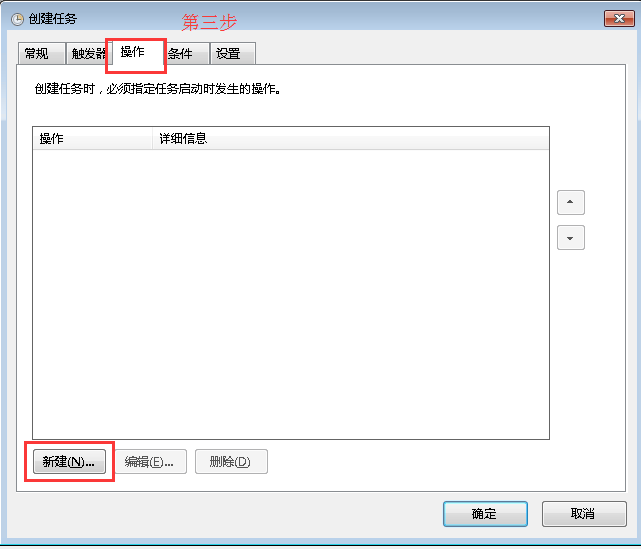 创建任务
第三步
常规 触发器 操作 条件 设置
创建任务时，必须指定任务启动时发生的操作。
操作 详细信息
新建(N)... 编辑(E)... 删除(D)
确定 取消